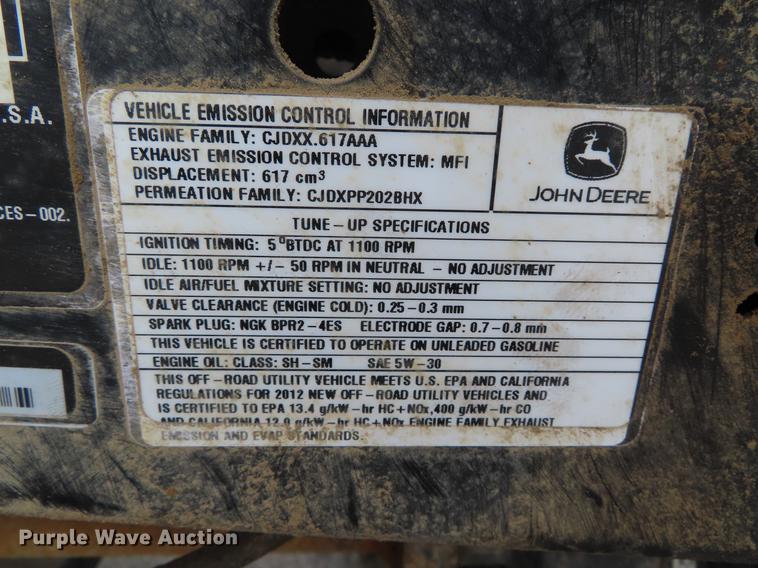 .S.A.
CES-002.
VEHICLE EMISSION CONTROL INFORMATION
ENGINE FAMILY: CJDXX.617AAA
EXHAUST EMISSION CONTROL SYSTEM: MFI
DISPLACEMENT: 617 cm³
PERMEATION FAMILY: CJDXPP202BHX
JOHN DEERE
TUNE-UP SPECIFICATIONS
IGNITION TIMING: 5°BTDC AT 1100 RPM
IDLE: 1100 RPM +/- 50 RPM IN NEUTRAL - NO ADJUSTMENT
IDLE AIR/FUEL MIXTURE SETTING: NO ADJUSTMENT
VALVE CLEARANCE (ENGINE COLD): 0.25-0.3 mm
SPARK PLUG: NGK BPR2-4ES ELECTRODE GAP: 0.7-0.8 mm
THIS VEHICLE IS CERTIFIED TO OPERATE ON UNLEADED GASOLINE
ENGINE OIL: CLASS: SH-SM SAE 5W-30
THIS OFF-ROAD UTILITY VEHICLE MEETS U.S. EPA AND CALIFORNIA
REGULATIONS FOR 2012 NEW OFF-ROAD UTILITY VEHICLES AND
IS CERTIFIED TO EPA 13.4 g/kW-hr HC+NOx,400 g/kW-hr CO
AND CALIFORNIA 12.0 g/kW-hr HC+NOx ENGINE FAMILY EXHAUST
EMISSION AND EVAP STANDARDS.
Purple Wave Auction